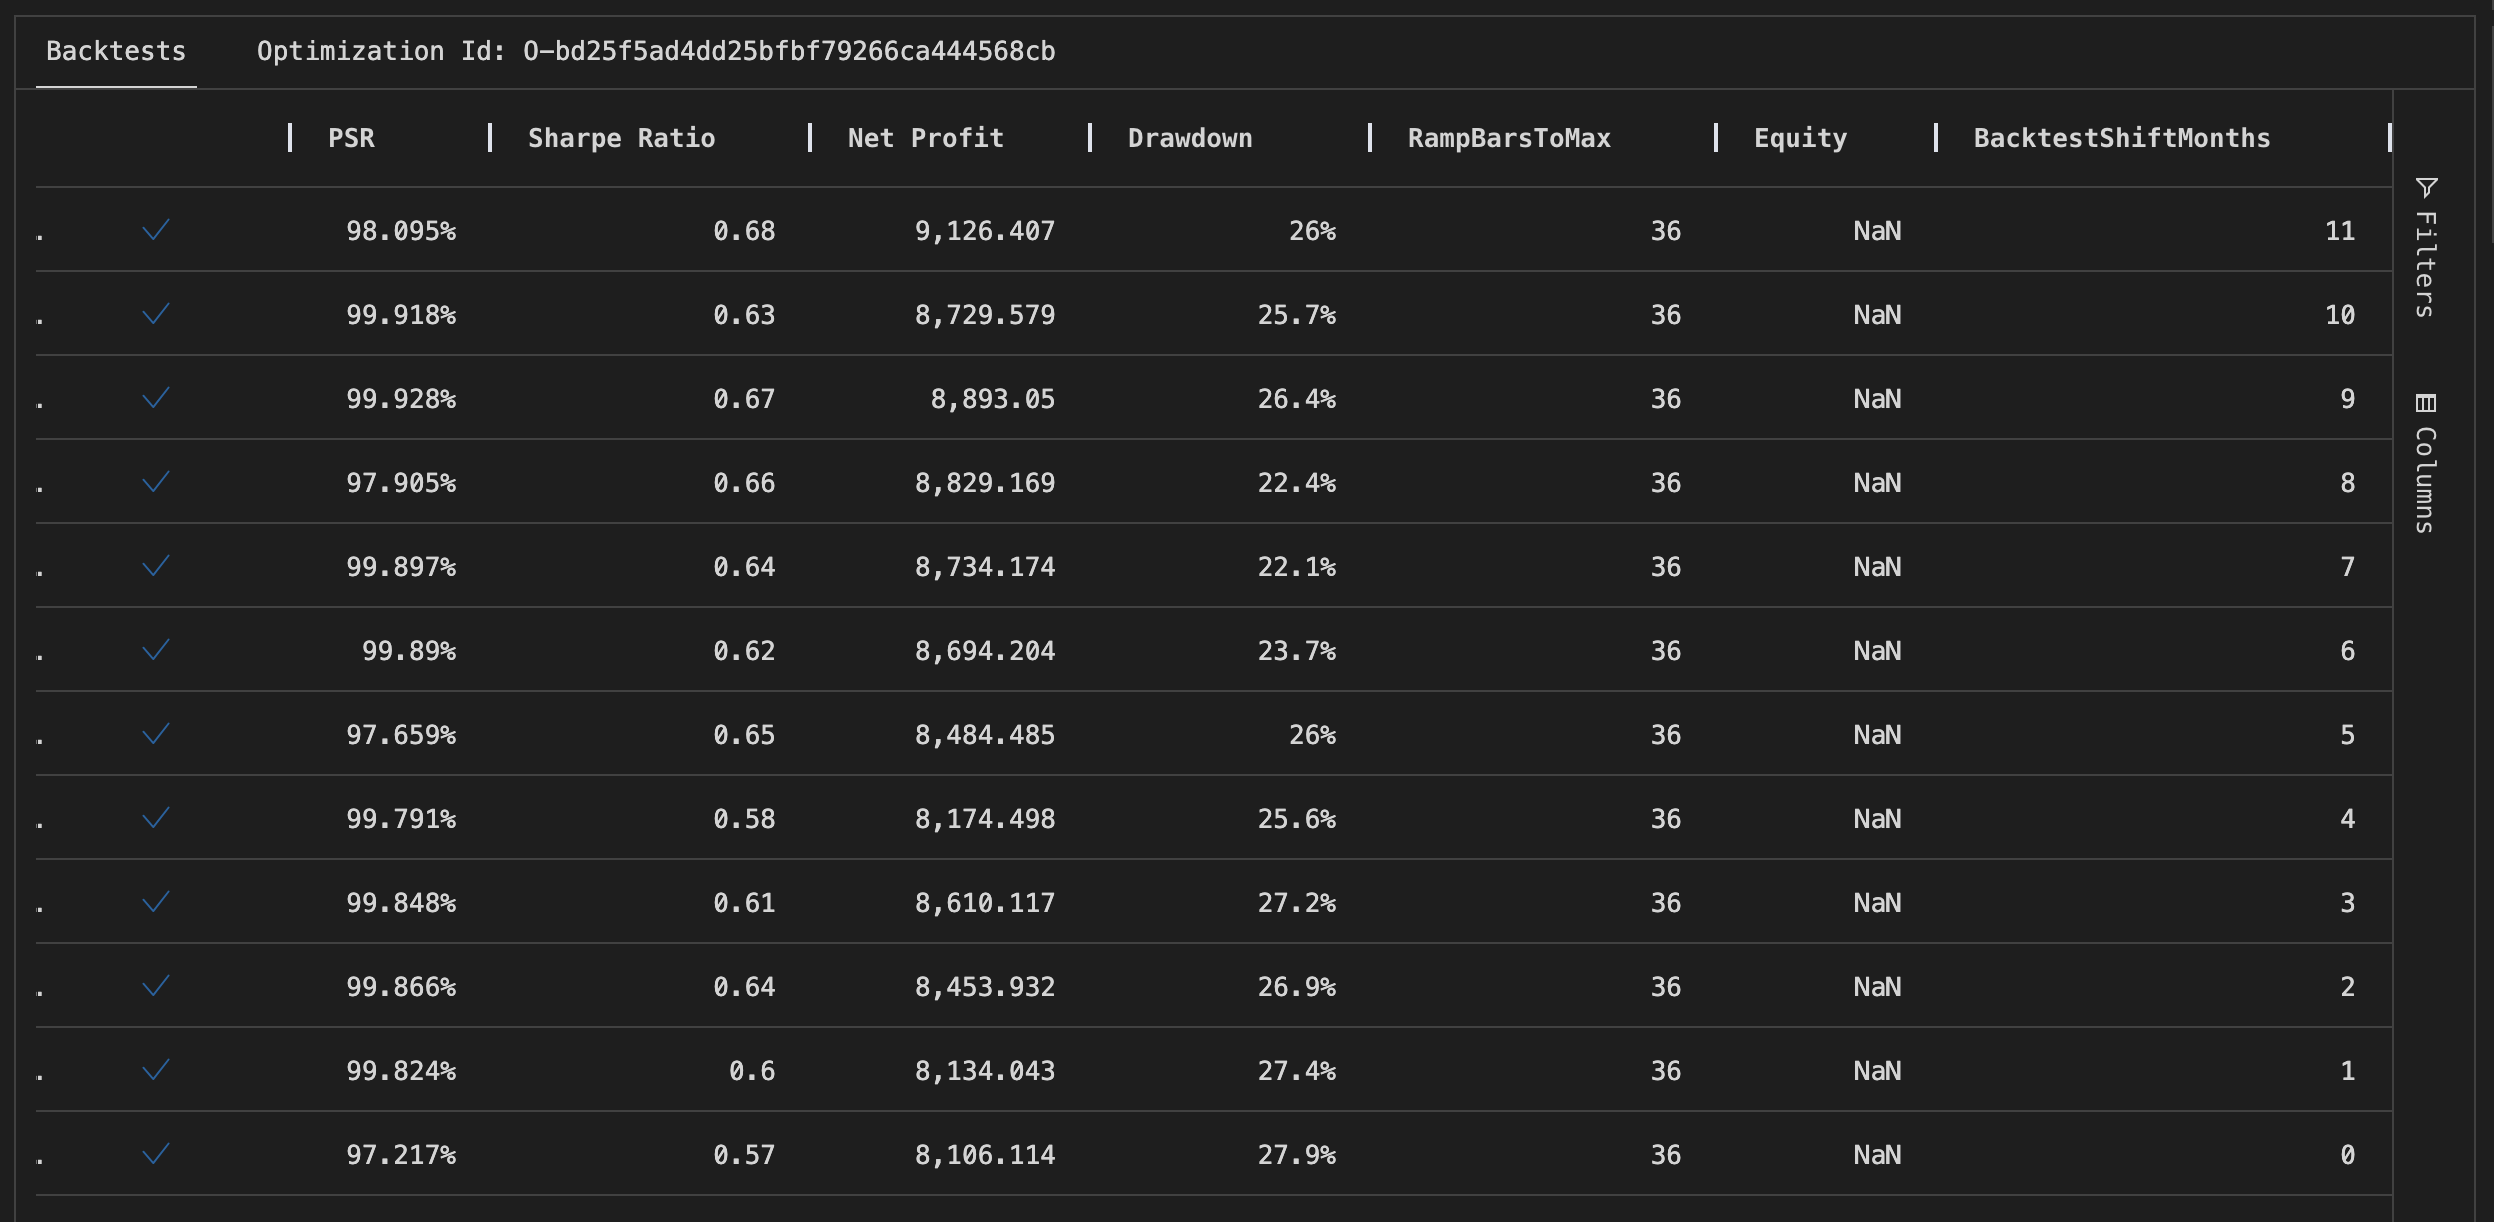 Backtests Optimization Id: O-bd25f5ad4dd25bfbf79266ca444568cb
PSR Sharpe Ratio Net Profit Drawdown RampBarsToMax Equity BacktestShiftMonths
. 98.095% 0.68 9,126.407 26% 36 NaN 11
. 99.918% 0.63 8,729.579 25.7% 36 NaN 10
. 99.928% 0.67 8,893.05 26.4% 36 NaN 9
. 97.905% 0.66 8,829.169 22.4% 36 NaN 8
. 99.897% 0.64 8,734.174 22.1% 36 NaN 7
. 99.89% 0.62 8,694.204 23.7% 36 NaN 6
. 97.659% 0.65 8,484.485 26% 36 NaN 5
. 99.791% 0.58 8,174.498 25.6% 36 NaN 4
. 99.848% 0.61 8,610.117 27.2% 36 NaN 3
. 99.866% 0.64 8,453.932 26.9% 36 NaN 2
. 99.824% 0.6 8,134.043 27.4% 36 NaN 1
. 97.217% 0.57 8,106.114 27.9% 36 NaN 0
Filters
Columns